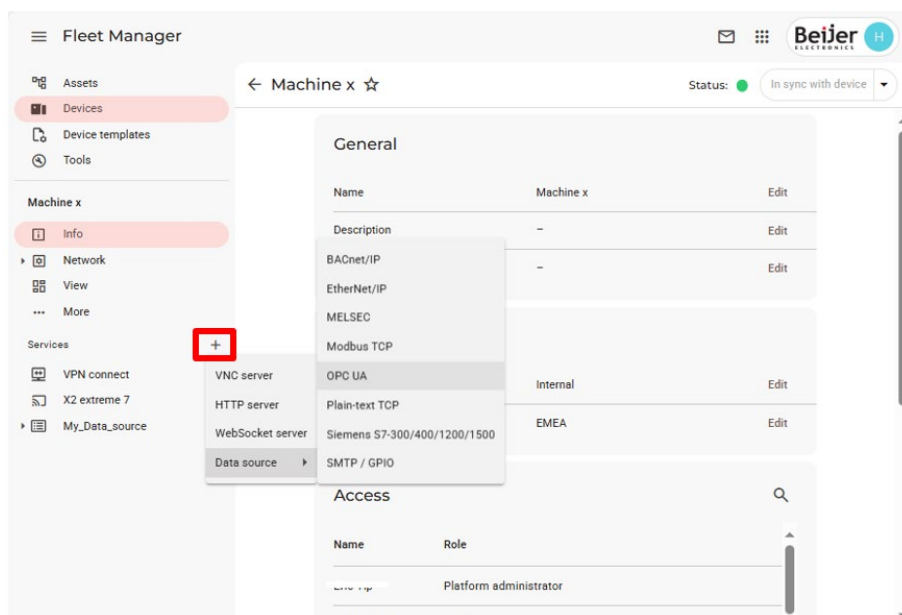 Fleet Manager
Beijer
ELECTRONICS
H
Assets
Devices
Device templates
Tools
Machine x
Info
Network
View
More
Services
VPN connect
X2 extreme 7
My_Data_source
Machine x
Status:
In sync with device
General
Name Machine x Edit
Description – Edit
– Edit
Internal Edit
EMEA Edit
VNC server
HTTP server
WebSocket server
Data source
BACnet/IP
EtherNet/IP
MELSEC
Modbus TCP
OPC UA
Plain-text TCP
Siemens S7-300/400/1200/1500
SMTP / GPIO
Access
Name Role
Platform administrator